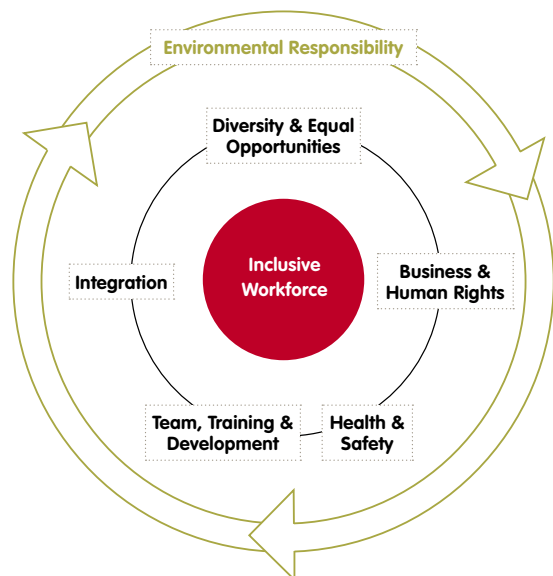 Environmental Responsibility
Diversity & Equal
Opportunities
Inclusive
Workforce
Integration
Business &
Human Rights
Team, Training &
Development
Health &
Safety